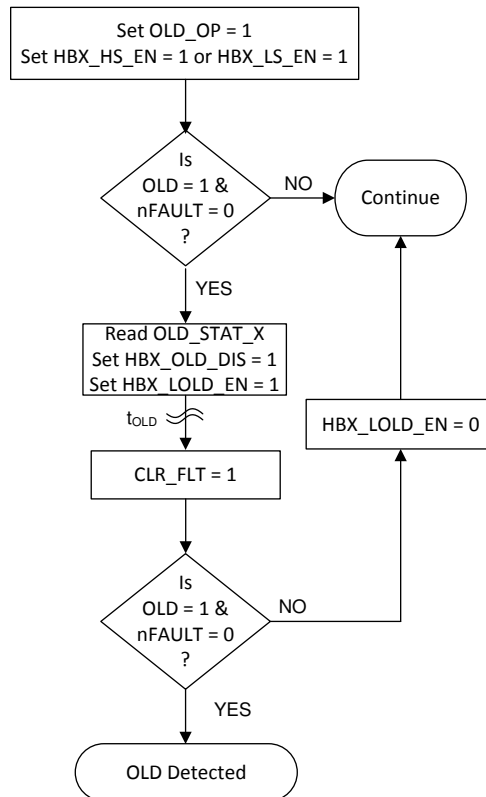 Set OLD_OP = 1
Set HBX_HS_EN = 1 or HBX_LS_EN = 1
Is
OLD = 1 &
nFAULT = 0
?
NO
Continue
YES
Read OLD_STAT_X
Set HBX_OLD_DIS = 1
Set HBX_LOLD_EN = 1
tOLD
HBX_LOLD_EN = 0
CLR_FLT = 1
Is
OLD = 1 &
nFAULT = 0
?
NO
YES
OLD Detected